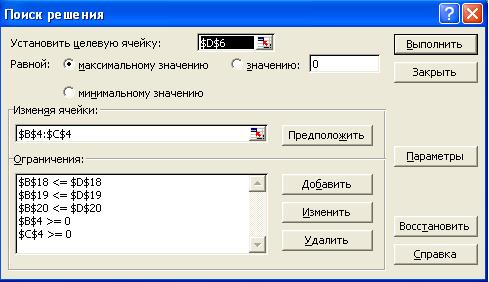 Поиск решения
Установить целевую ячейку: $D$6
Выполнить
Равной: максимальному значению значению: 0
Закрыть
минимальному значению
Изменяя ячейки:
$B$4:$C$4
Предположить
Ограничения:
Параметры
$B$18 <= $D$18
$B$19 <= $D$19
$B$20 <= $D$20
$B$4 >= 0
$C$4 >= 0
Добавить
Изменить
Удалить
Восстановить
Справка